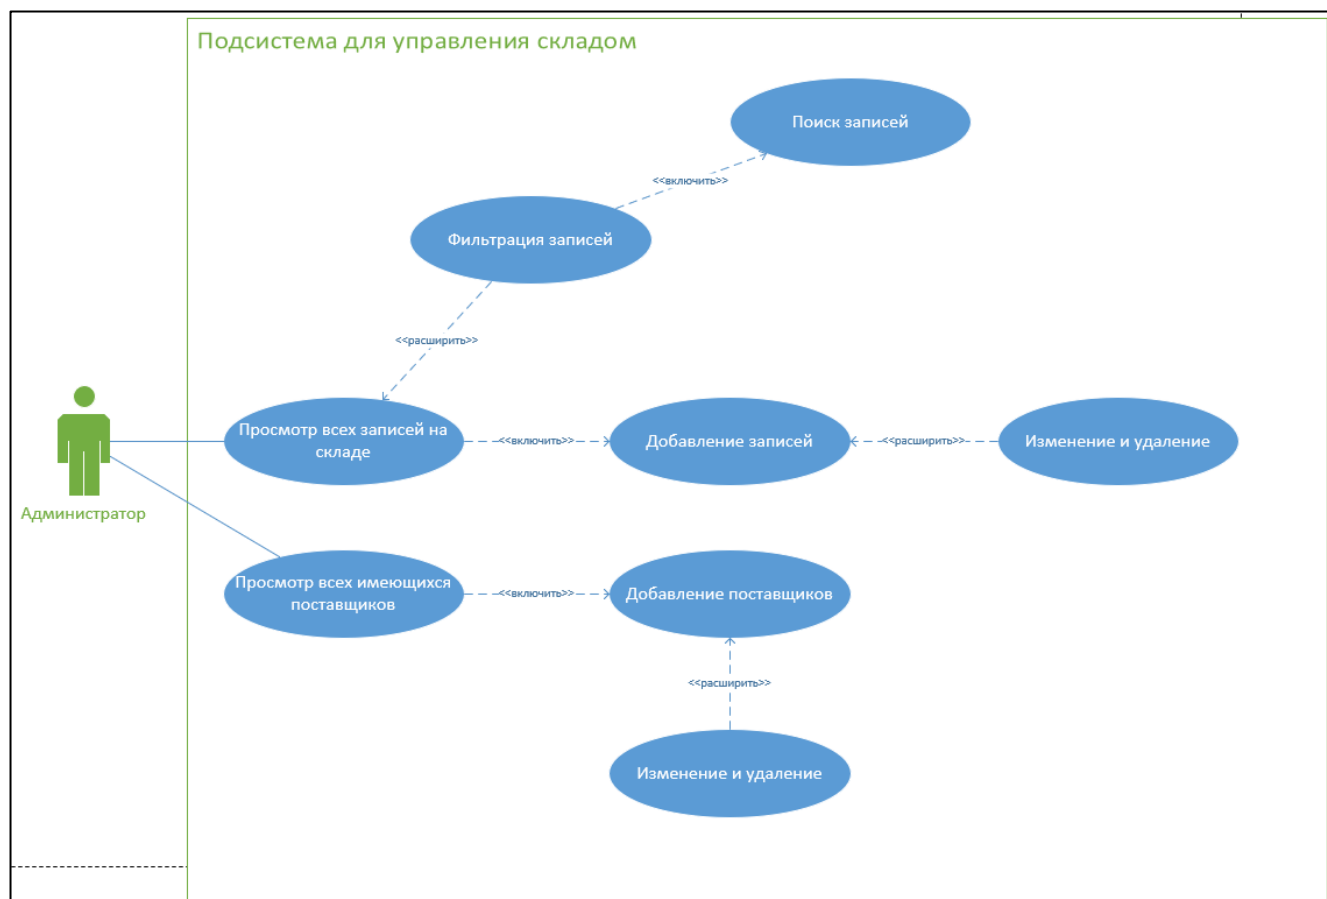 Подсистема для управления складом
Поиск записей
<<включить>>
Фильтрация записей
<<расширить>>
Просмотр всех записей на
складе
<<включить>>
Добавление записей
<<расширить>>
Изменение и удаление
Администратор
Просмотр всех имеющихся
поставщиков
<<включить>>
Добавление поставщиков
<<расширить>>
Изменение и удаление